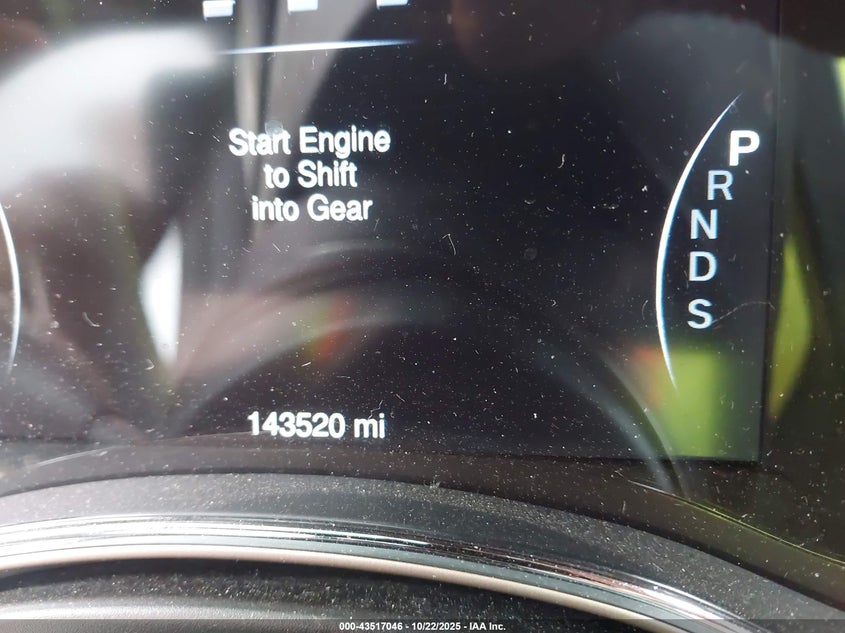 Start Engine
to Shift
into Gear
P
R
N
D
S
143520 mi
000-43517046 - 10/22/2025 - IAA Inc.